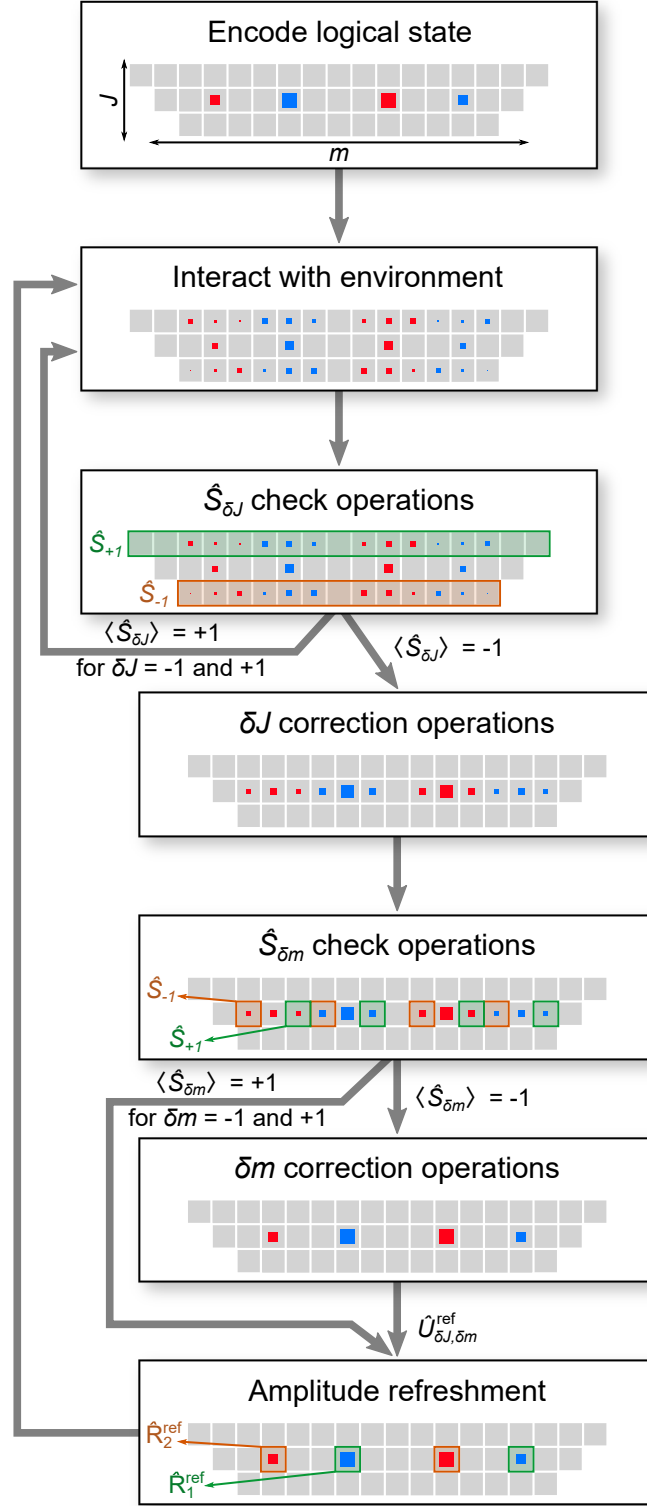 Encode logical state
J
m
Interact with environment
Ŝ_δJ check operations
Ŝ_+1
Ŝ_-1
⟨Ŝ_δJ⟩ = +1
for δJ = -1 and +1
⟨Ŝ_δJ⟩ = -1
δJ correction operations
Ŝ_δm check operations
Ŝ_-1
Ŝ_+1
⟨Ŝ_δm⟩ = +1
for δm = -1 and +1
⟨Ŝ_δm⟩ = -1
δm correction operations
Û^ref_δJ,δm
Amplitude refreshment
R̂^ref_2
R̂^ref_1